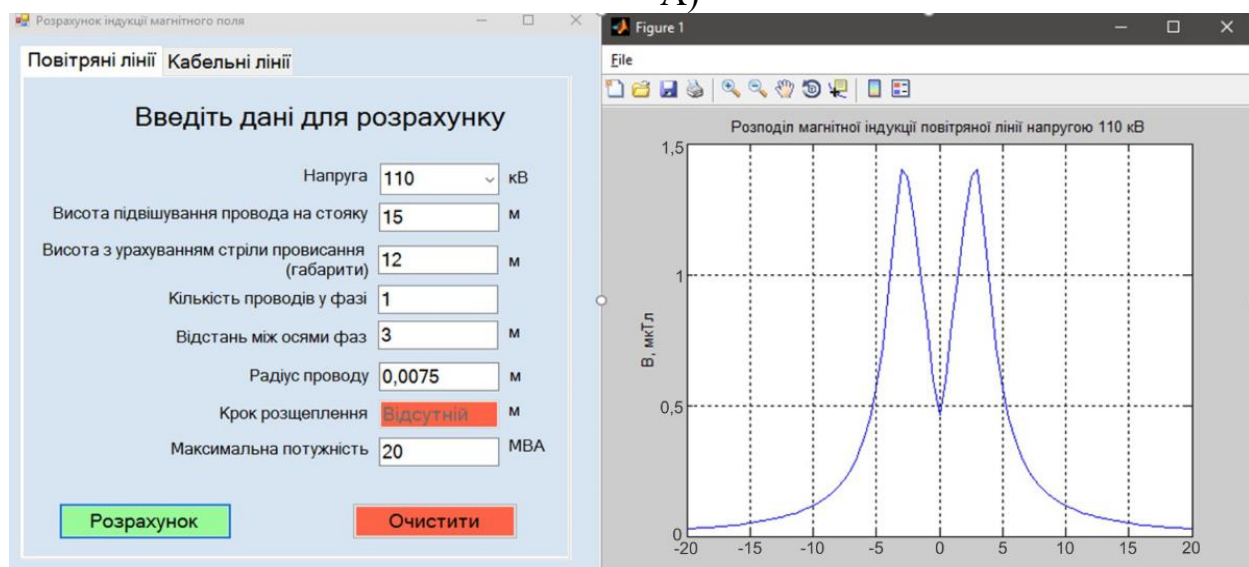 А)
Розрахунок індукції магнітного поля
Повітряні лінії Кабельні лінії
Введіть дані для розрахунку
Напруга 110 кВ
Висота підвішування провода на стояку 15 м
Висота з урахуванням стріли провисання
(габарити) 12 м
Кількість проводів у фазі 1
Відстань між осями фаз 3 м
Радіус проводу 0,0075 м
Крок розщеплення Відсутній м
Максимальна потужність 20 МВА
Розрахунок Очистити
Figure 1
File
Розподіл магнітної індукції повітряної лінії напругою 110 кВ
В, мкТл
1,5
1
0,5
0
-20 -15 -10 -5 0 5 10 15 20